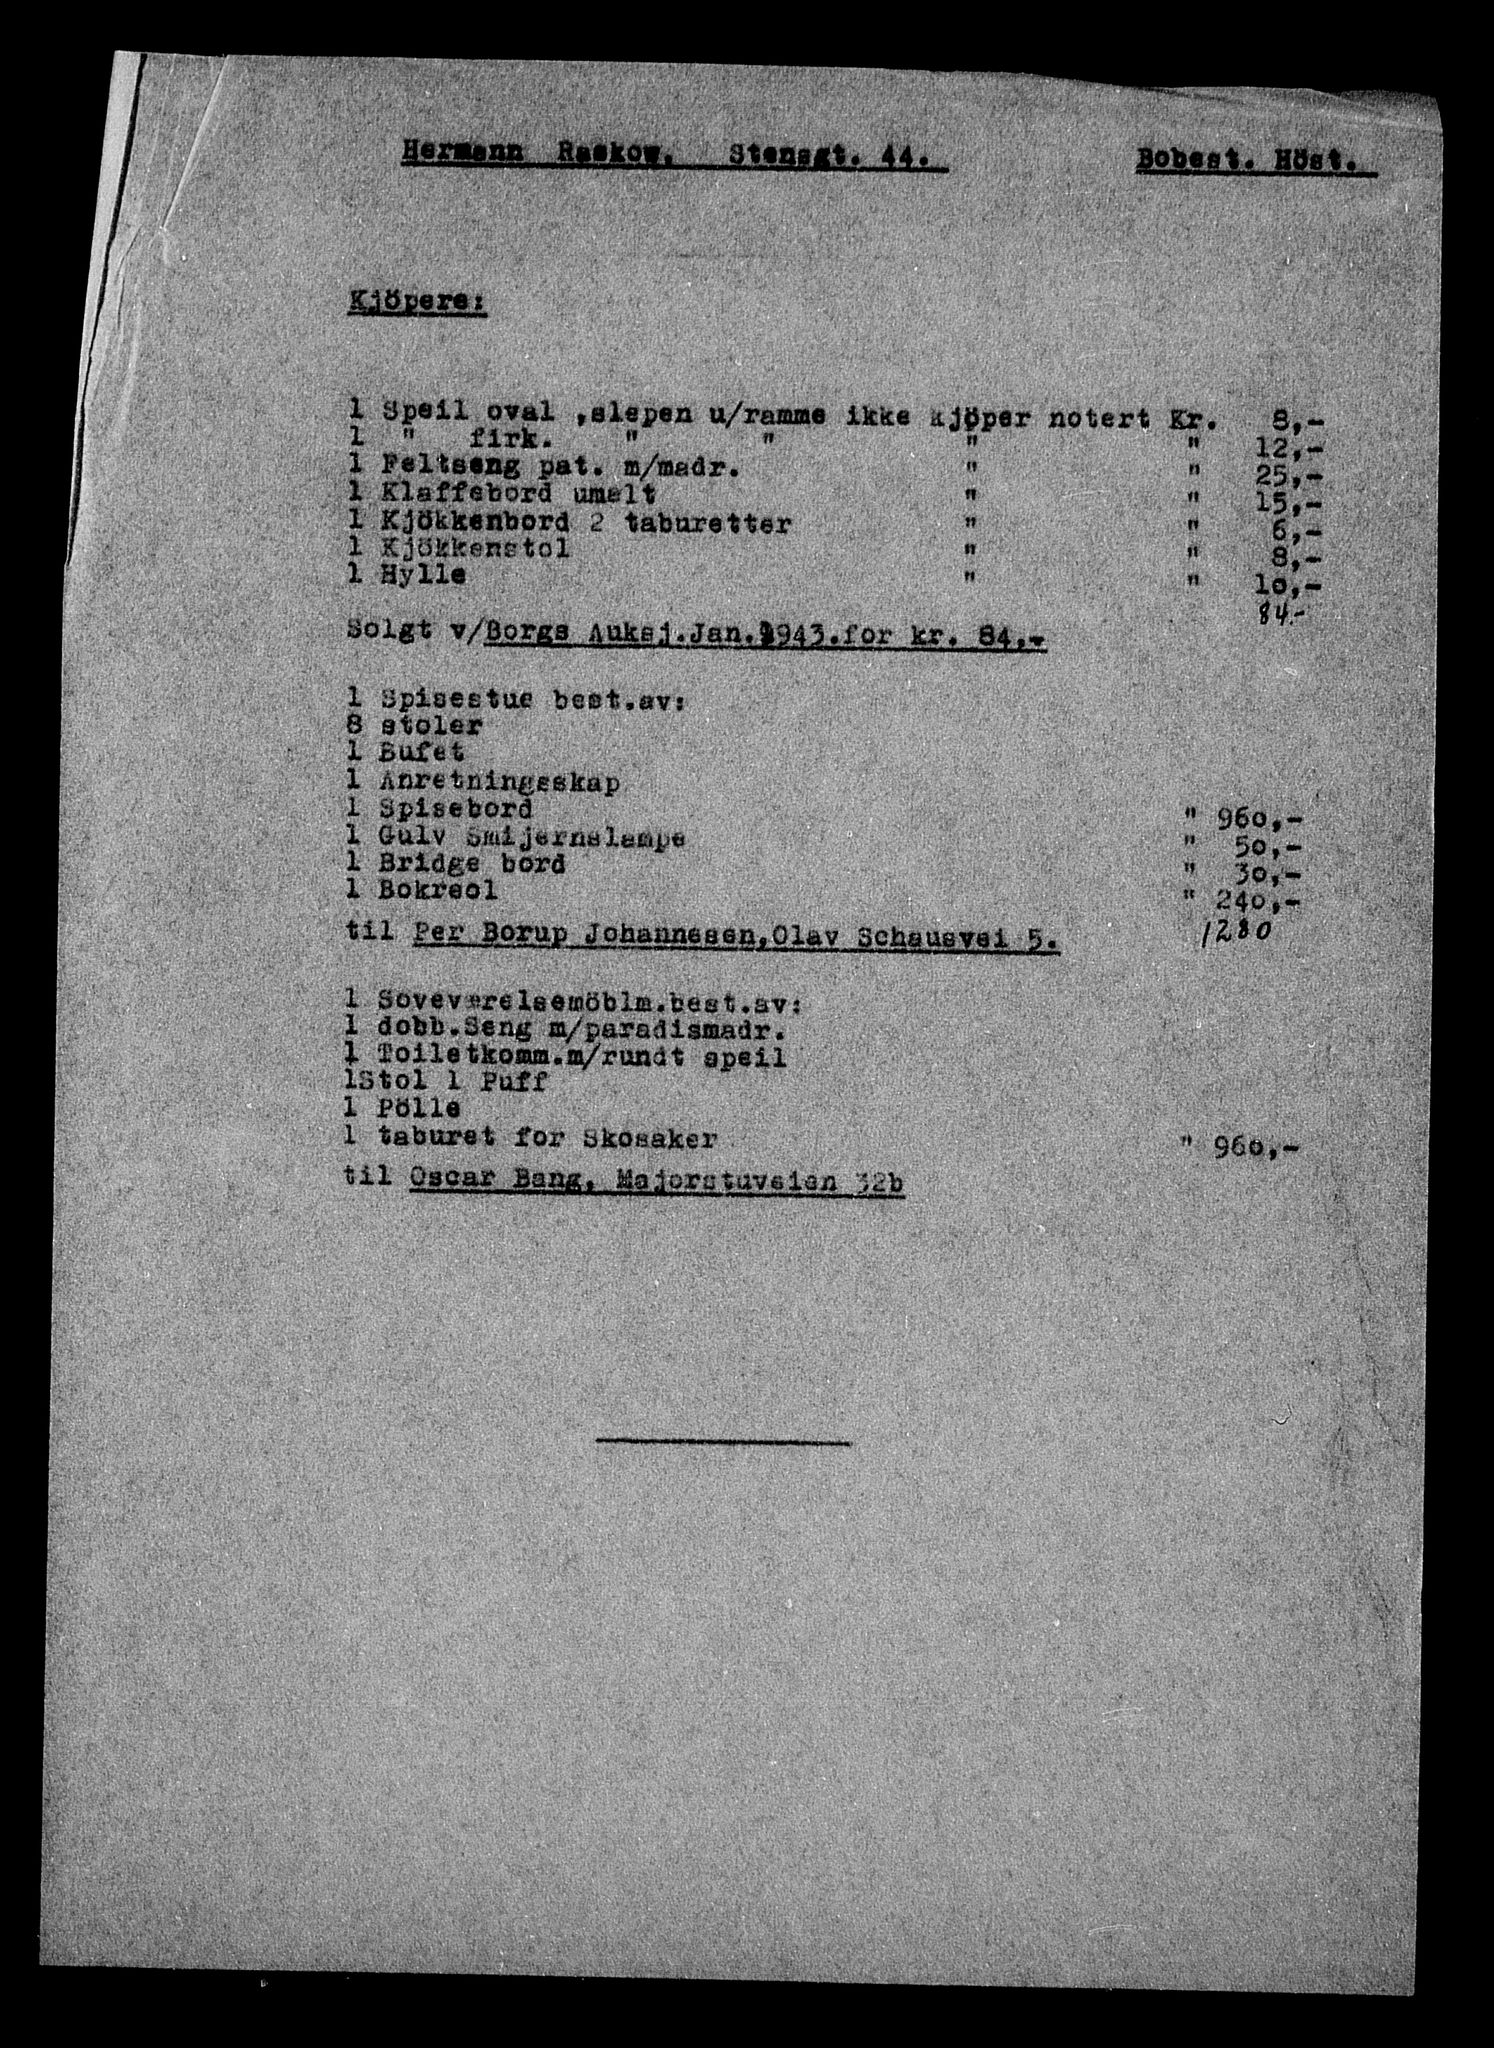 Hermann Raskow. Stensgt. 44. Bobest. Höst.
Kjöpere:
1 Speil oval ,slepen u/ramme ikke kjöper notert Kr. 8,-
1 " firk. " " " " 12,-
1 Feltseng pat. m/madr. " " 25,-
1 Klaffebord umalt " " 15,-
1 Kjökkenbord 2 taburetter " " 6,-
1 Kjökkenstol " " 8,-
1 Hylle " " 10,-
84.-
Solgt v/Borgs Auksj.Jan.1943.for kr. 84.-
1 Spisestue best.av:
8 stoler
1 Bufet
1 Anretningsskap
1 Spisebord " 960,-
1 Gulv Smijernslampe " 50,-
1 Bridge bord " 30,-
1 Bokreol " 240,-
til Per Borup Johannesen,Olav Schausvei 5. 1280
1 Soveværelsemöblm.best.av:
1 dobb.Seng m/paradismadr.
1 Toiletkomm.m/rundt speil
1Stol 1 Puff
1 Pölle
1 taburet for Skosaker " 960,-
til Oscar Bang, Majorstuveien 32b